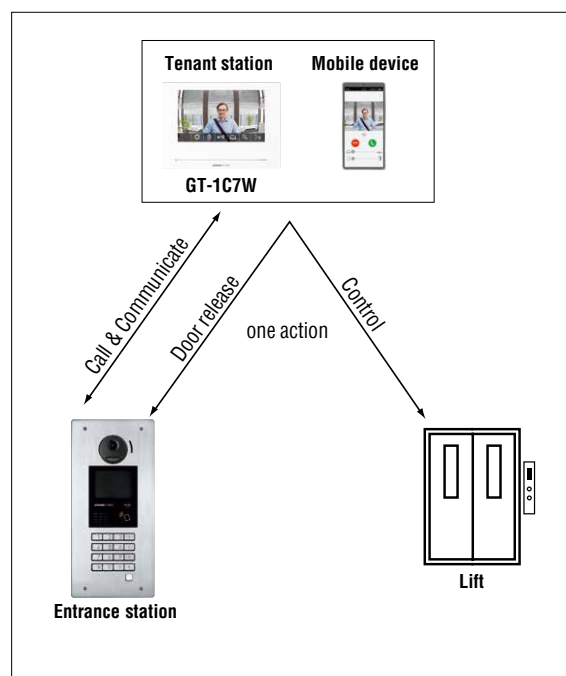 Tenant station
Mobile device
GT-1C7W
Call & Communicate
Door release
one action
Control
Entrance station
Lift